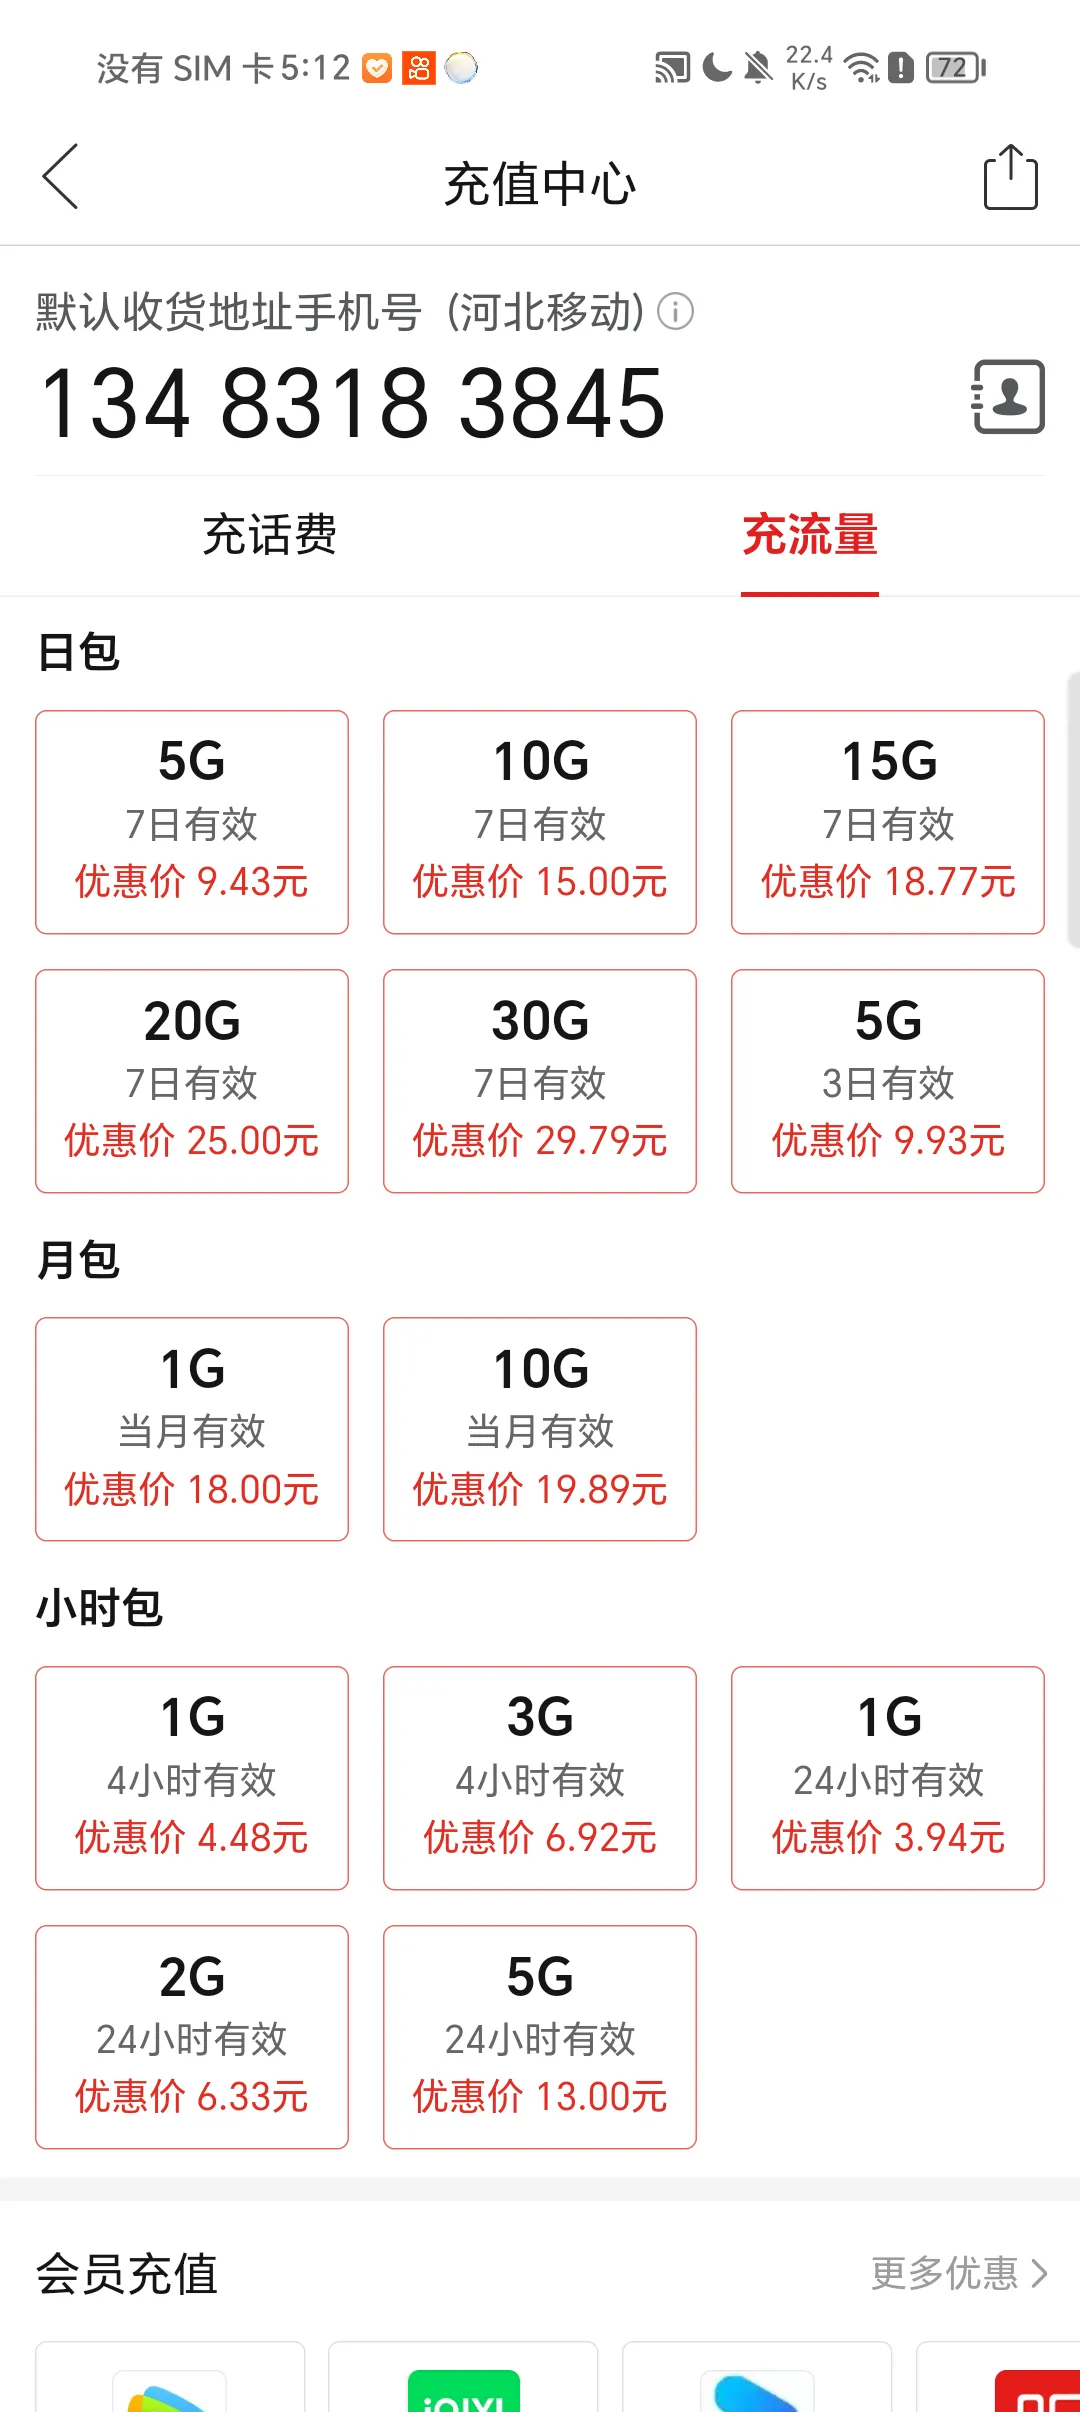 没有 SIM 卡 5:12
22.4
K/s
72
充值中心
默认收货地址手机号 (河北移动)
134 8318 3845
充话费
充流量
日包
5G
7日有效
优惠价 9.43元
10G
7日有效
优惠价 15.00元
15G
7日有效
优惠价 18.77元
20G
7日有效
优惠价 25.00元
30G
7日有效
优惠价 29.79元
5G
3日有效
优惠价 9.93元
月包
1G
当月有效
优惠价 18.00元
10G
当月有效
优惠价 19.89元
小时包
1G
4小时有效
优惠价 4.48元
3G
4小时有效
优惠价 6.92元
1G
24小时有效
优惠价 3.94元
2G
24小时有效
优惠价 6.33元
5G
24小时有效
优惠价 13.00元
会员充值
更多优惠
iQIYI